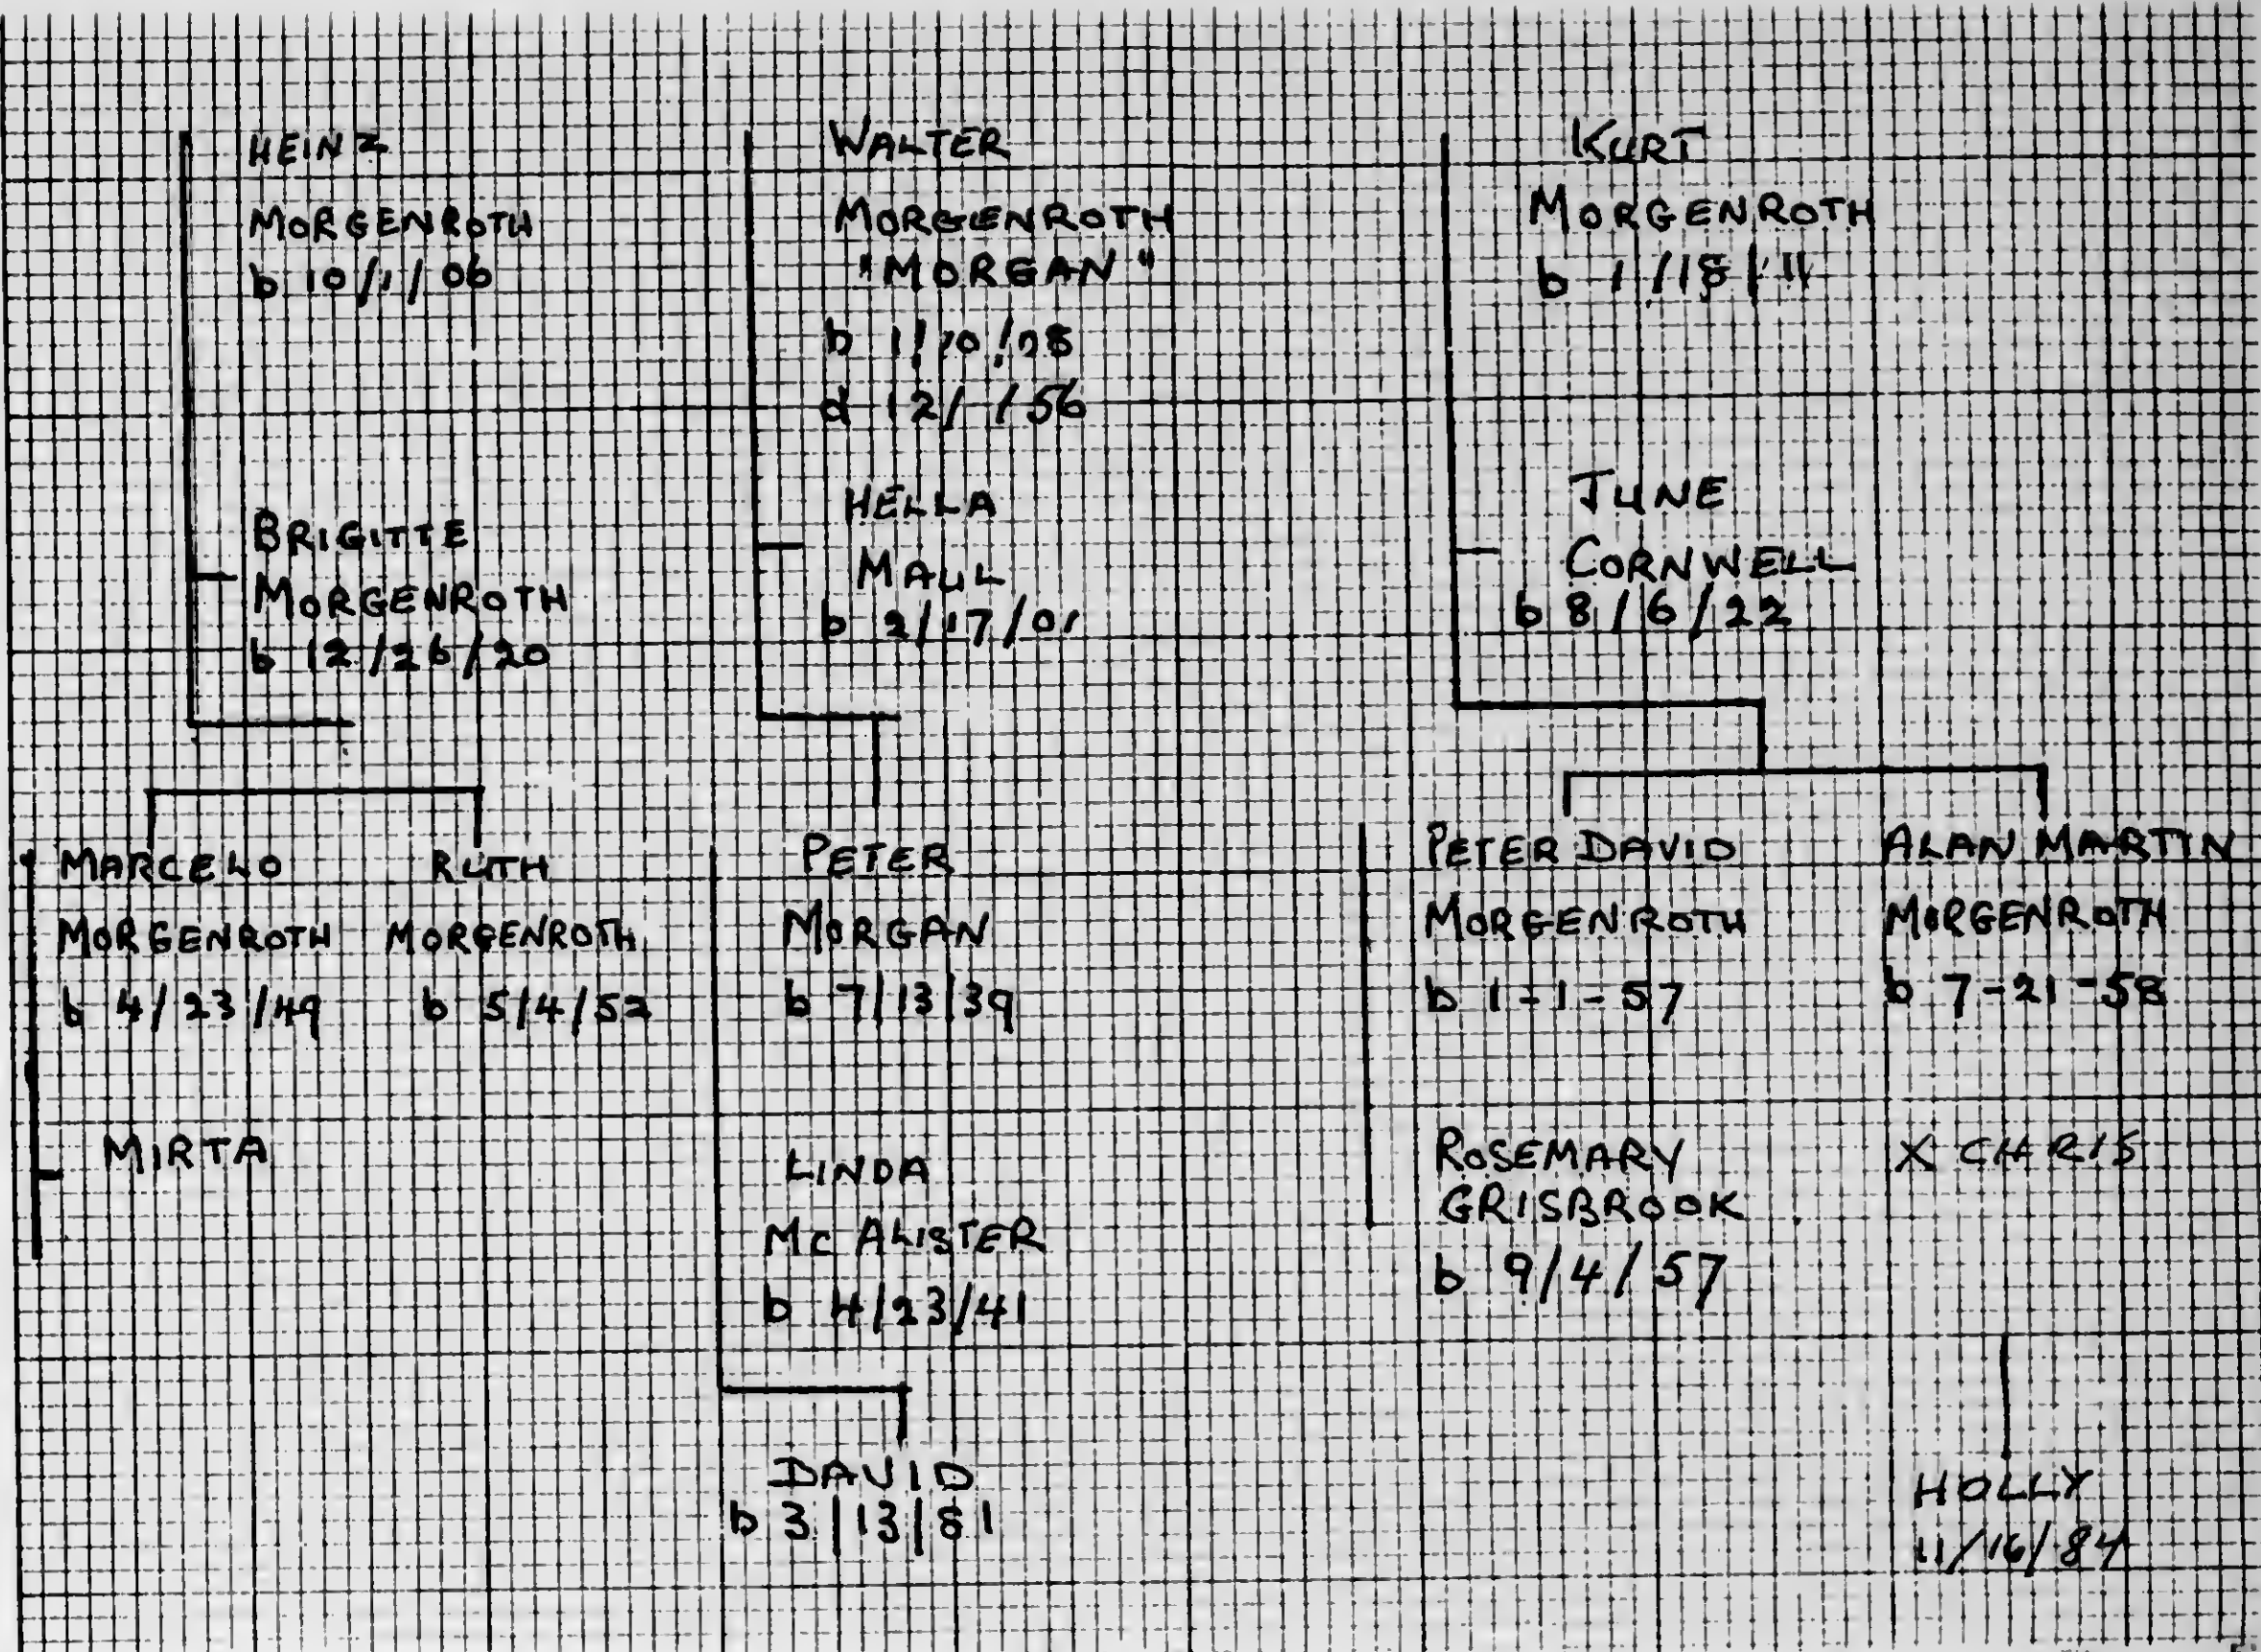 HEINZ
MORGENROTH
b 10/1/06
BRIGITTE
MORGENROTH
b 12/26/20
WALTER
MORGENROTH
"MORGAN"
b 1/10/08
d 12/ /56
HELLA
MAUL
b 2/17/01
KURT
MORGENROTH
b 1/18/11
JUNE
CORNWELL
b 8/6/22
MARCELO
MORGENROTH
b 4/23/49
MIRTA
RUTH
MORGENROTH
b 5/4/52
PETER
MORGAN
b 7/13/39
LINDA
MC ALISTER
b 4/23/41
DAVID
b 3/13/81
PETER DAVID
MORGENROTH
b 1-1-57
ROSEMARY
GRISBROOK
b 9/4/57
ALAN MARTIN
MORGENROTH
b 7-21-58
X CHRIS
HOLLY
11/16/84